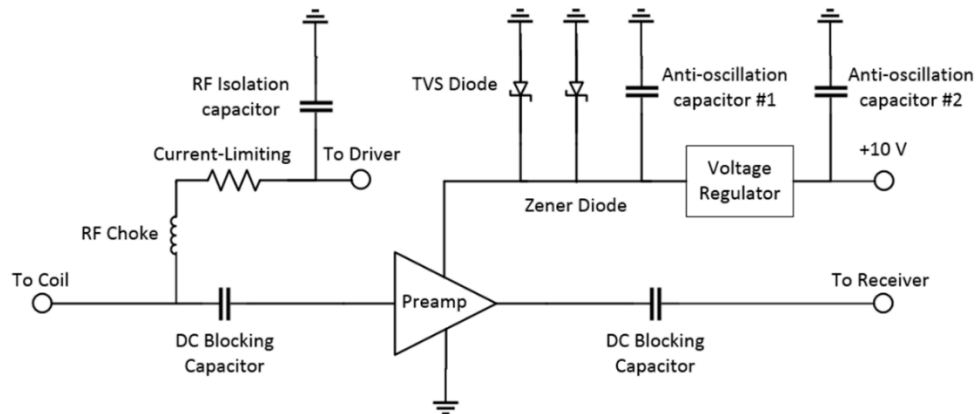 RF Isolation
capacitor
TVS Diode
Anti-oscillation
capacitor #1
Anti-oscillation
capacitor #2
Current-Limiting
To Driver
Voltage
Regulator
+10 V
Zener Diode
RF Choke
To Coil
Preamp
To Receiver
DC Blocking
Capacitor
DC Blocking
Capacitor